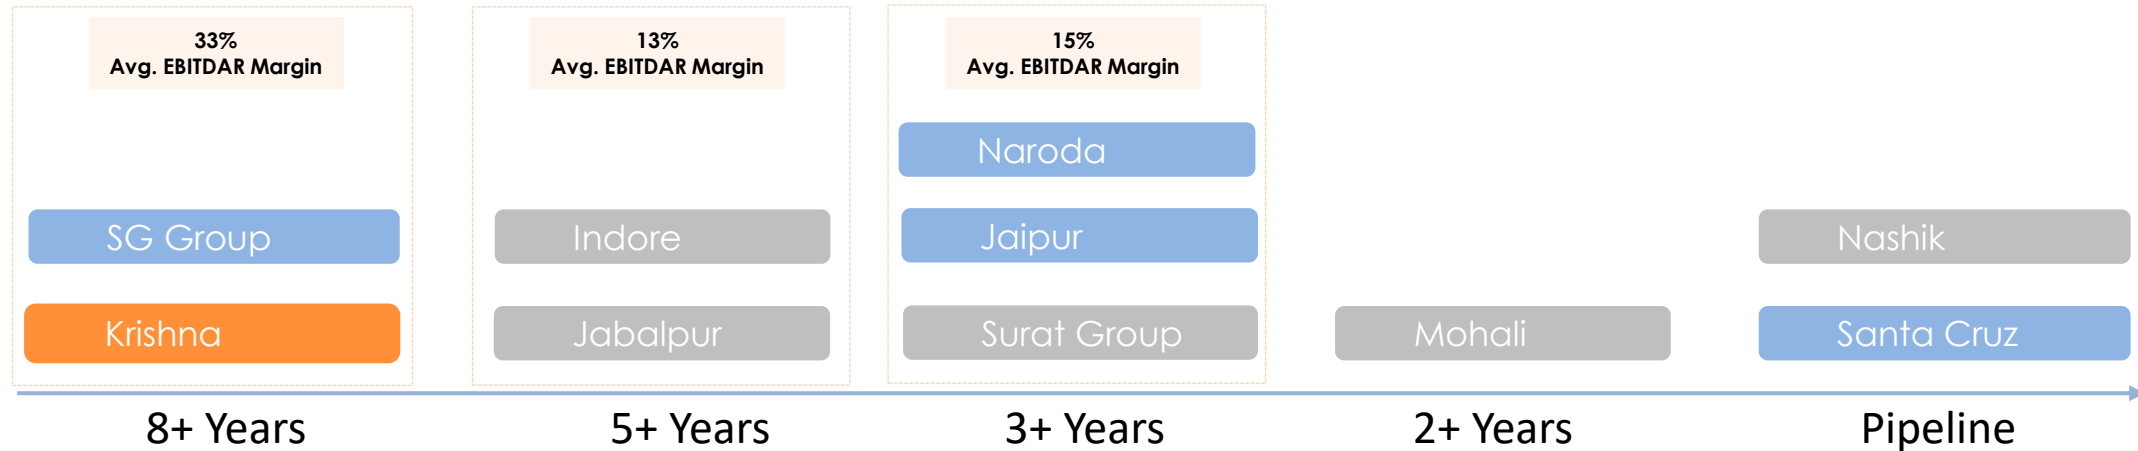 33%
Avg. EBITDAR Margin
13%
Avg. EBITDAR Margin
15%
Avg. EBITDAR Margin
Naroda
SG Group
Indore
Jaipur
Nashik
Krishna
Jabalpur
Surat Group
Mohali
Santa Cruz
8+ Years
5+ Years
3+ Years
2+ Years
Pipeline